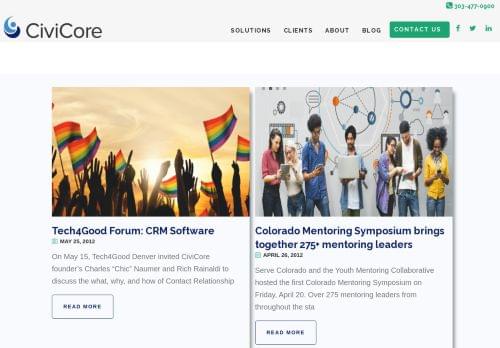 303-477-0900
CiviCore
SOLUTIONS CLIENTS ABOUT BLOG CONTACT US
Tech4Good Forum: CRM Software
MAY 25, 2012
On May 15, Tech4Good Denver invited CiviCore
founder's Charles "Chic" Naumer and Rich Rainaldi to
discuss the what, why, and how of Contact Relationship
READ MORE
Colorado Mentoring Symposium brings
together 275+ mentoring leaders
APRIL 26, 2012
Serve Colorado and the Youth Mentoring Collaborative
hosted the first Colorado Mentoring Symposium on
Friday, April 20. Over 275 mentoring leaders from
throughout the sta
READ MORE